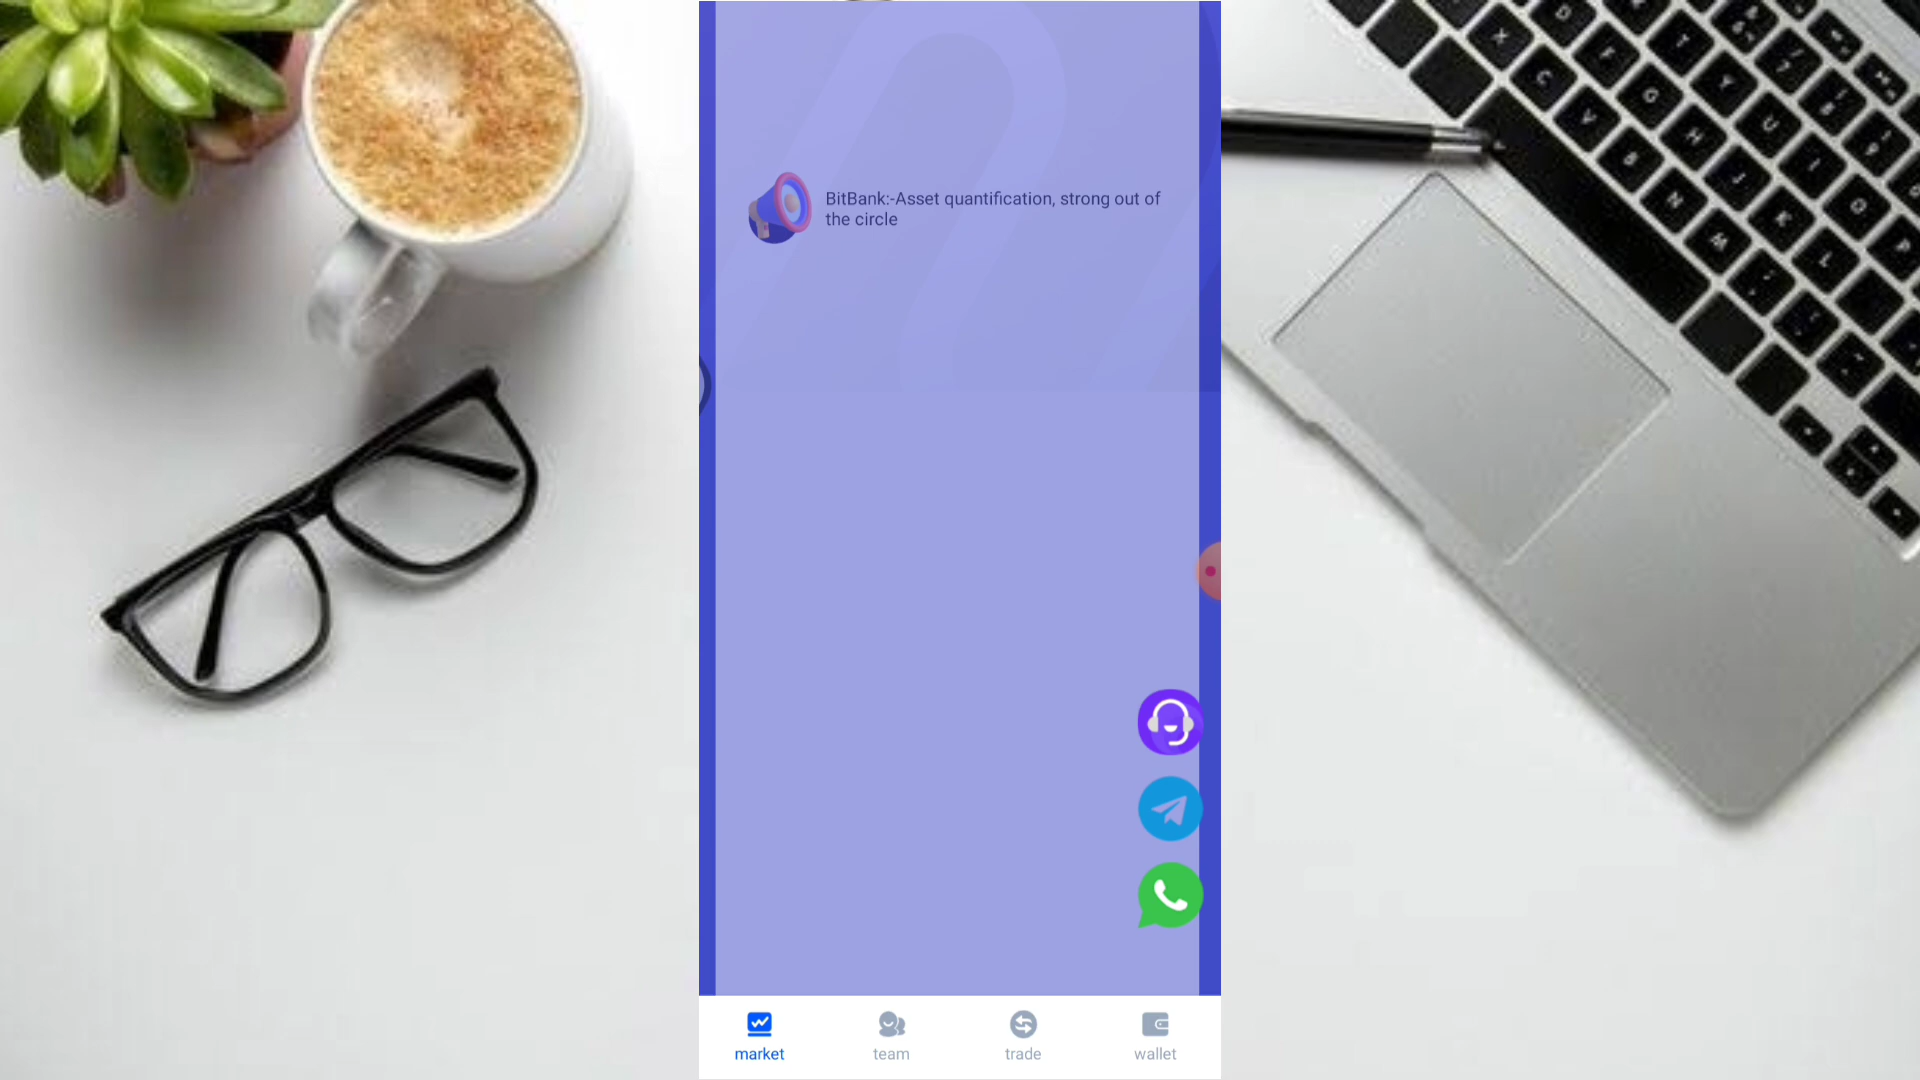 BitBank:-Asset quantification, strong out of
the circle
market
team
trade
wallet
X
C
V
B
N
M
D
F
G
H
J
K
L
R
T
Y
U
I
O
P